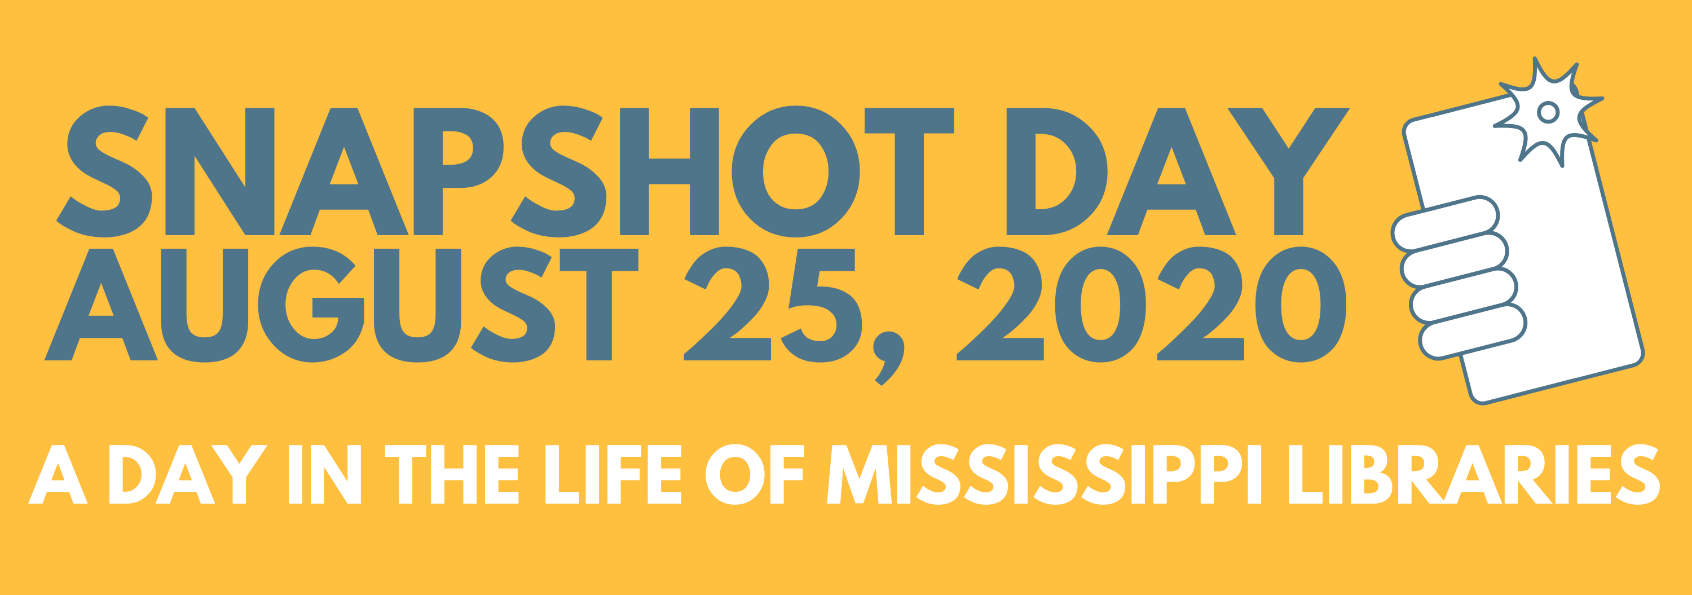 SNAPSHOT DAY
AUGUST 25, 2020
A DAY IN THE LIFE OF MISSISSIPPI LIBRARIES